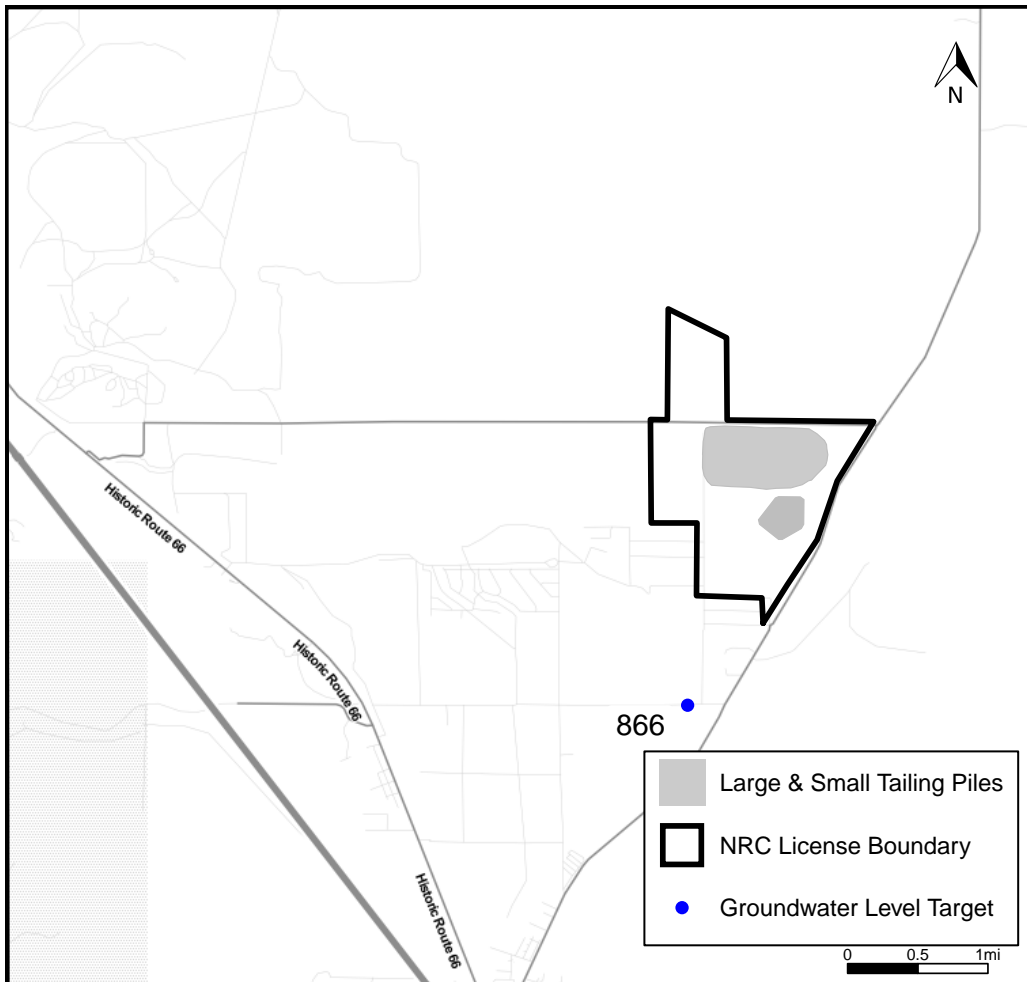 N
Historic Route 66
Historic Route 66
866
Large & Small Tailing Piles
NRC License Boundary
Historic Route 66
Groundwater Level Target
0 0.5 1mi